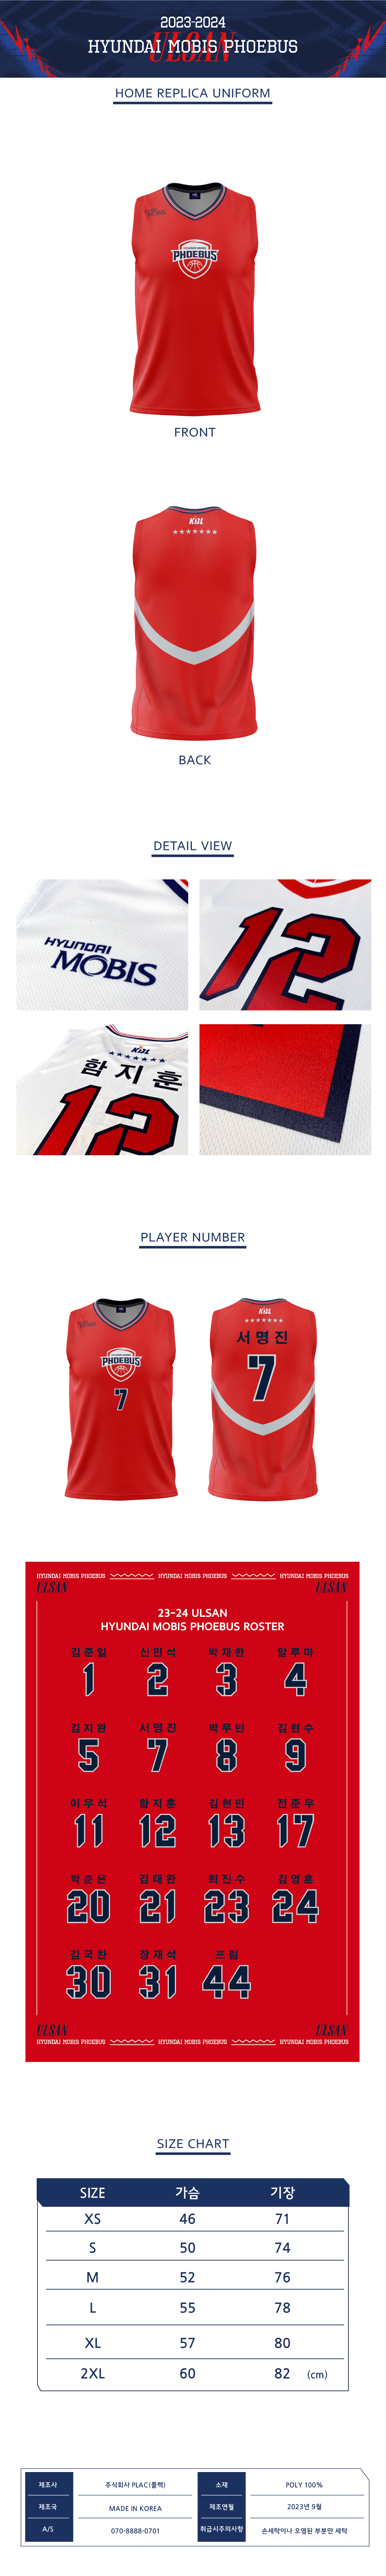 2023-2024
ULSAN
HYUNDAI MOBIS PHOEBUS
HOME REPLICA UNIFORM
MOBIS
PHOEBUS
FRONT
KBL
BACK
DETAIL VIEW
HYUNDAI
MOBIS
12
KBL
함지훈
12
PLAYER NUMBER
MOBIS
PHOEBUS
7
KBL
서명진
7
HYUNDAI MOBIS PHOEBUS HYUNDAI MOBIS PHOEBUS HYUNDAI MOBIS PHOEBUS
ULSAN ULSAN
23-24 ULSAN
HYUNDAI MOBIS PHOEBUS ROSTER
김준일 신민석 박재한 알루마
1 2 3 4
김지완 서명진 박무빈 김현수
5 7 8 9
이우석 함지훈 김현민 전준우
11 12 13 17
박준은 김태완 최진수 김영훈
20 21 23 24
김국찬 장재석 프림
30 31 44
ULSAN ULSAN
HYUNDAI MOBIS PHOEBUS HYUNDAI MOBIS PHOEBUS HYUNDAI MOBIS PHOEBUS
SIZE CHART
SIZE 가슴 기장
XS 46 71
S 50 74
M 52 76
L 55 78
XL 57 80
2XL 60 82 (cm)
제조사 주식회사 PLAC(플랙) 소재 POLY 100%
제조국 MADE IN KOREA 제조연월 2023년 9월
A/S 070-8888-0701 취급시주의사항 손세탁이나 오염된 부분만 세탁